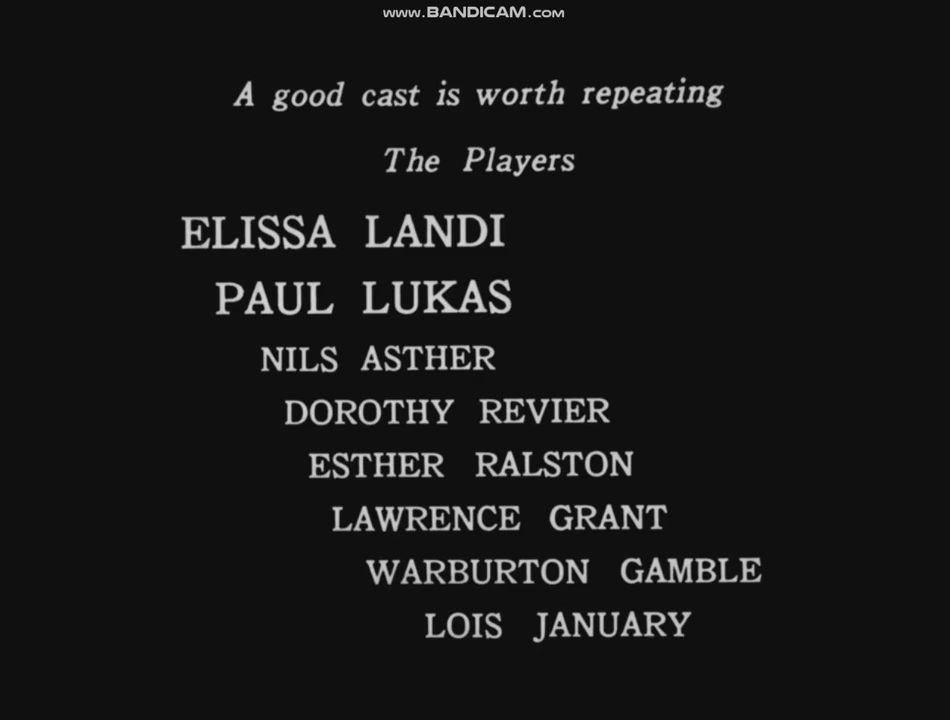 www.BANDICAM.com
A good cast is worth repeating
The Players
ELISSA LANDI
PAUL LUKAS
NILS ASTHER
DOROTHY REVIER
ESTHER RALSTON
LAWRENCE GRANT
WARBURTON GAMBLE
LOIS JANUARY